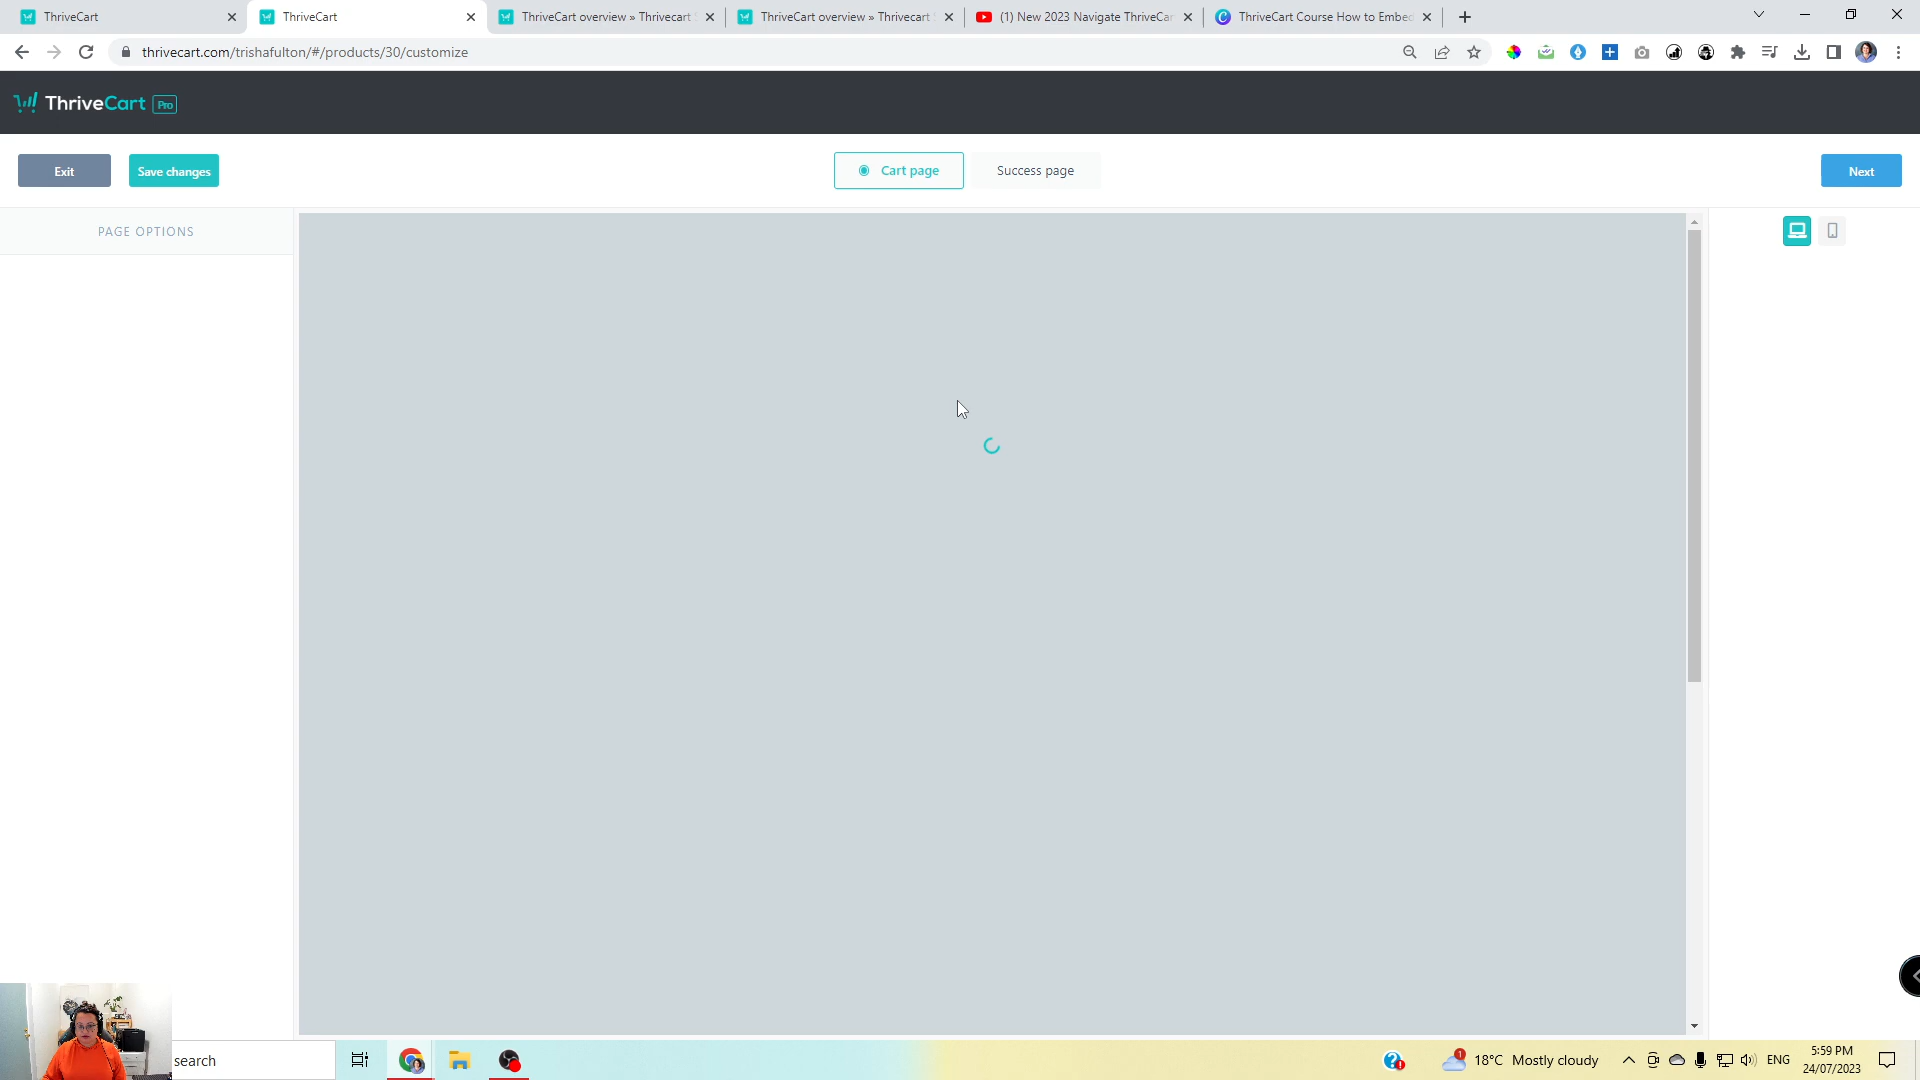 ThriveCart
ThriveCart
ThriveCart overview » Thrivecart
ThriveCart overview » Thrivecart
(1) New 2023 Navigate ThriveCar
ThriveCart Course How to Embed
thrivecart.com/trishafulton/#/products/30/customize
ThriveCart Pro
Exit
Save changes
Cart page
Success page
Next
PAGE OPTIONS
search
1
18°C Mostly cloudy
ENG
5:59 PM
24/07/2023